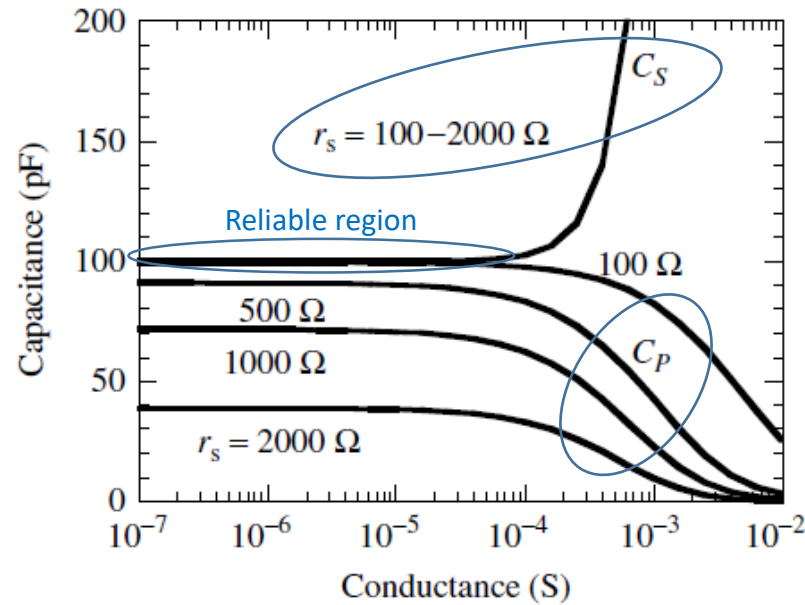 200
C_S
r_s = 100−2000 Ω
150
Capacitance (pF)
Reliable region
100
100 Ω
500 Ω
C_P
1000 Ω
50
r_s = 2000 Ω
0
10^−7 10^−6 10^−5 10^−4 10^−3 10^−2
Conductance (S)